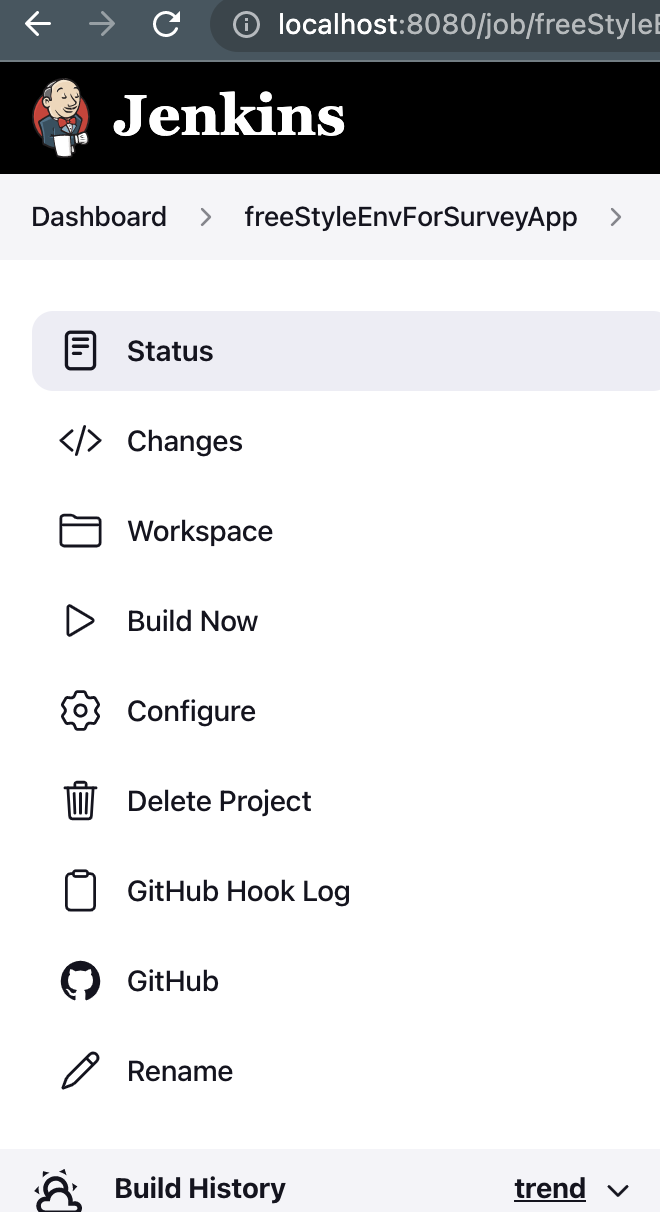 localhost:8080/job/freeStyle
Jenkins
Dashboard > freeStyleEnvForSurveyApp >
Status
Changes
Workspace
Build Now
Configure
Delete Project
GitHub Hook Log
GitHub
Rename
Build History trend